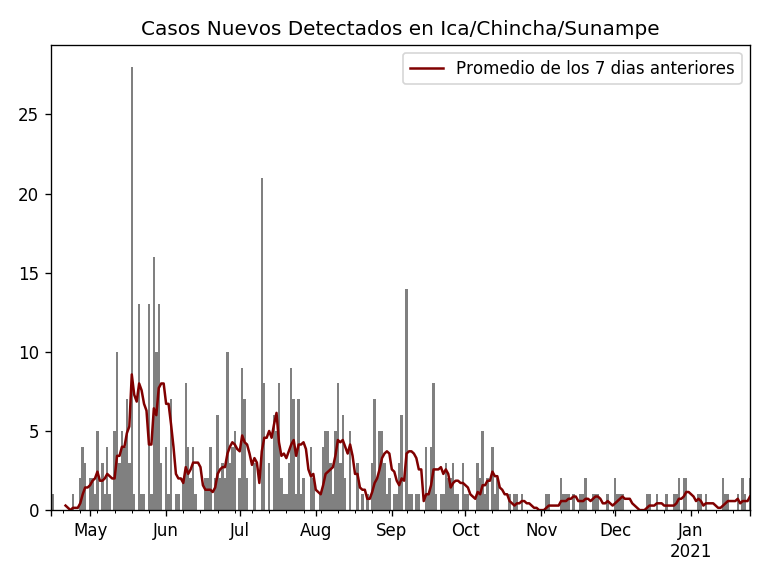 Casos Nuevos Detectados en Ica/Chincha/Sunampe
Promedio de los 7 dias anteriores
25
20
15
10
5
0
May Jun Jul Aug Sep Oct Nov Dec Jan
2021